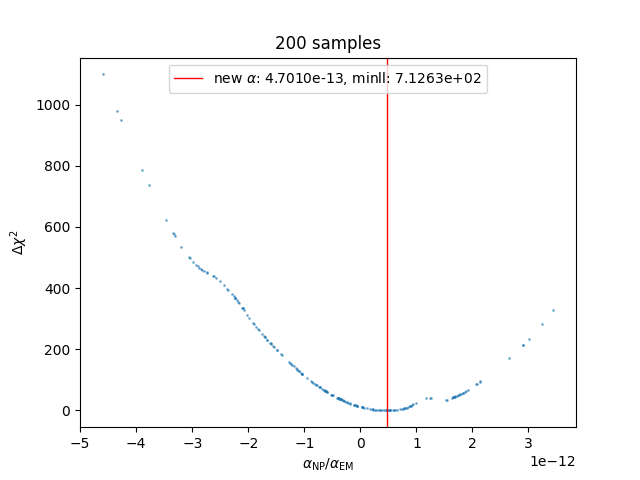 200 samples
new α: 4.7010e-13, minll: 7.1263e+02
Δχ²
1000
800
600
400
200
0
−5 −4 −3 −2 −1 0 1 2 3
1e−12
α_NP/α_EM